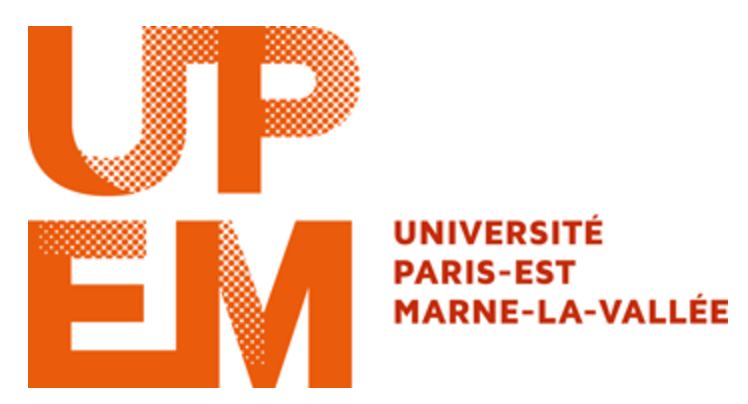 UP
EM
UNIVERSITÉ
PARIS-EST
MARNE-LA-VALLÉE